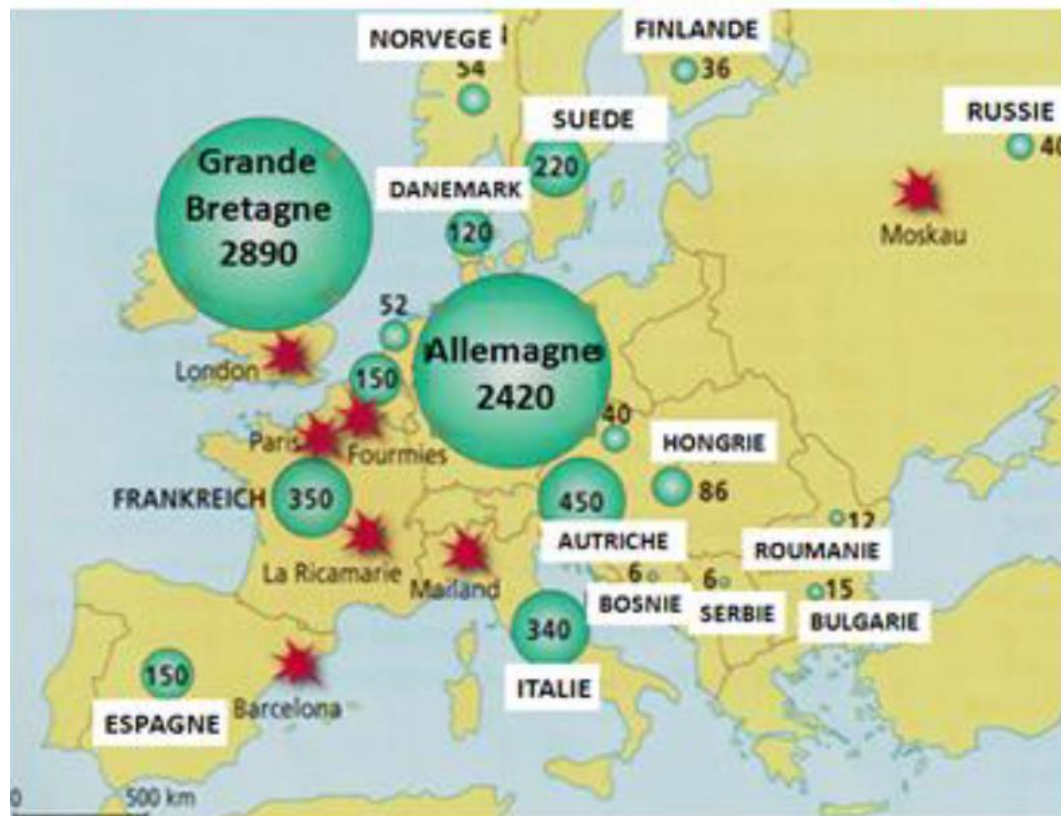 NORVEGE
54
FINLANDE
36
SUEDE
220
RUSSIE
40
Grande
Bretagne
2890
DANEMARK
120
Moskau
52
Allemagne
2420
London
150
40
Paris
Fourmies
HONGRIE
86
FRANKREICH
350
450
12
AUTRICHE
ROUMANIE
La Ricamarie
Mailand
6
BOSNIE
6
SERBIE
15
BULGARIE
340
ITALIE
150
ESPAGNE
Barcelona
0
500 km